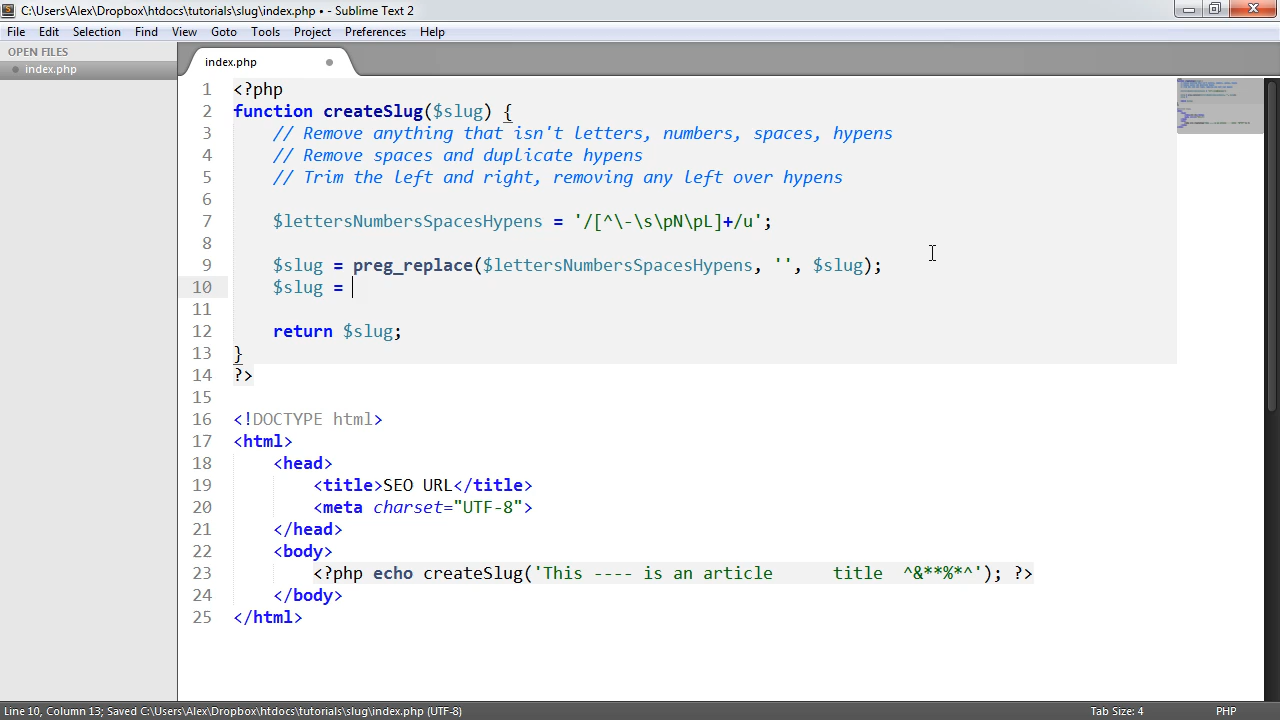 C:\Users\Alex\Dropbox\htdocs\tutorials\slug\index.php • - Sublime Text 2
File Edit Selection Find View Goto Tools Project Preferences Help
OPEN FILES
index.php
index.php
1 <?php
2 function createSlug($slug) {
3 // Remove anything that isn't letters, numbers, spaces, hypens
4 // Remove spaces and duplicate hypens
5 // Trim the left and right, removing any left over hypens
6
7 $lettersNumbersSpacesHypens = '/[^\-\s\pN\pL]+/u';
8
9 $slug = preg_replace($lettersNumbersSpacesHypens, '', $slug);
10 $slug =
11
12 return $slug;
13 }
14 ?>
15
16 <!DOCTYPE html>
17 <html>
18 <head>
19 <title>SEO URL</title>
20 <meta charset="UTF-8">
21 </head>
22 <body>
23 <?php echo createSlug('This ---- is an article      title  ^&**%*^'); ?>
24 </body>
25 </html>
Line 10, Column 13; Saved C:\Users\Alex\Dropbox\htdocs\tutorials\slug\index.php (UTF-8) Tab Size: 4 PHP